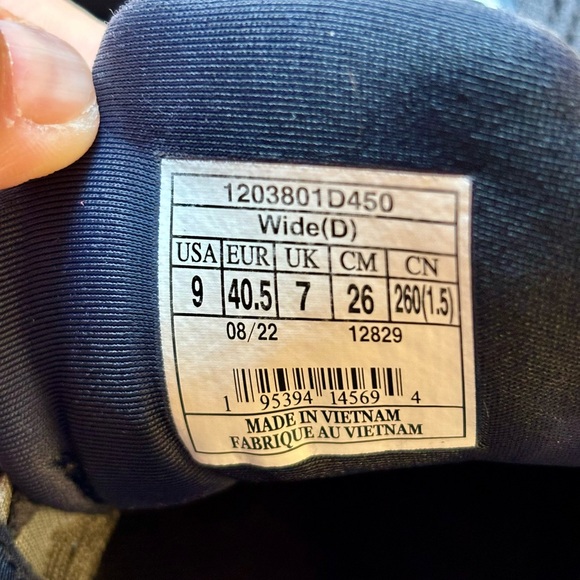 1203801D450
Wide(D)
USA EUR UK CM CN
9 40.5 7 26 260(1.5)
08/22 12829
1 95394 14569 4
MADE IN VIETNAM
FABRIQUE AU VIETNAM